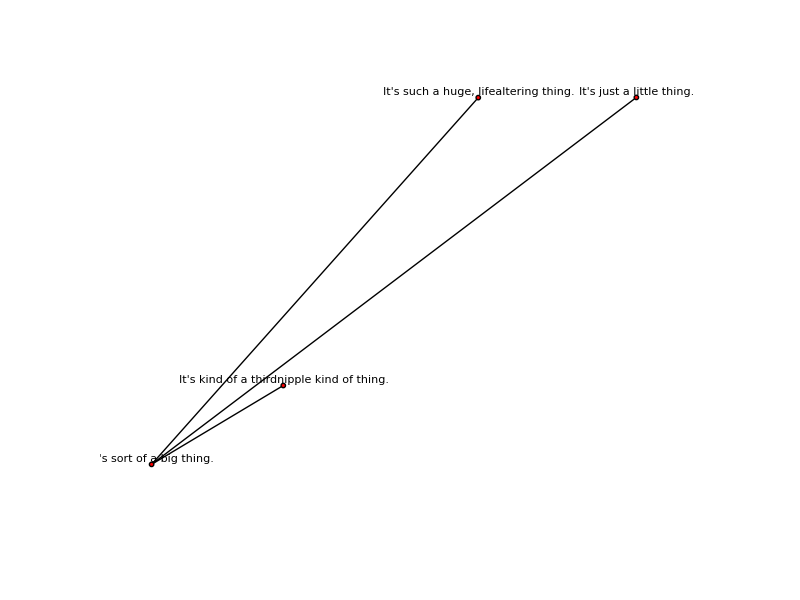 It's such a huge, lifealtering thing.
It's just a little thing.
It's kind of a thirdnipple kind of thing.
's sort of a big thing.